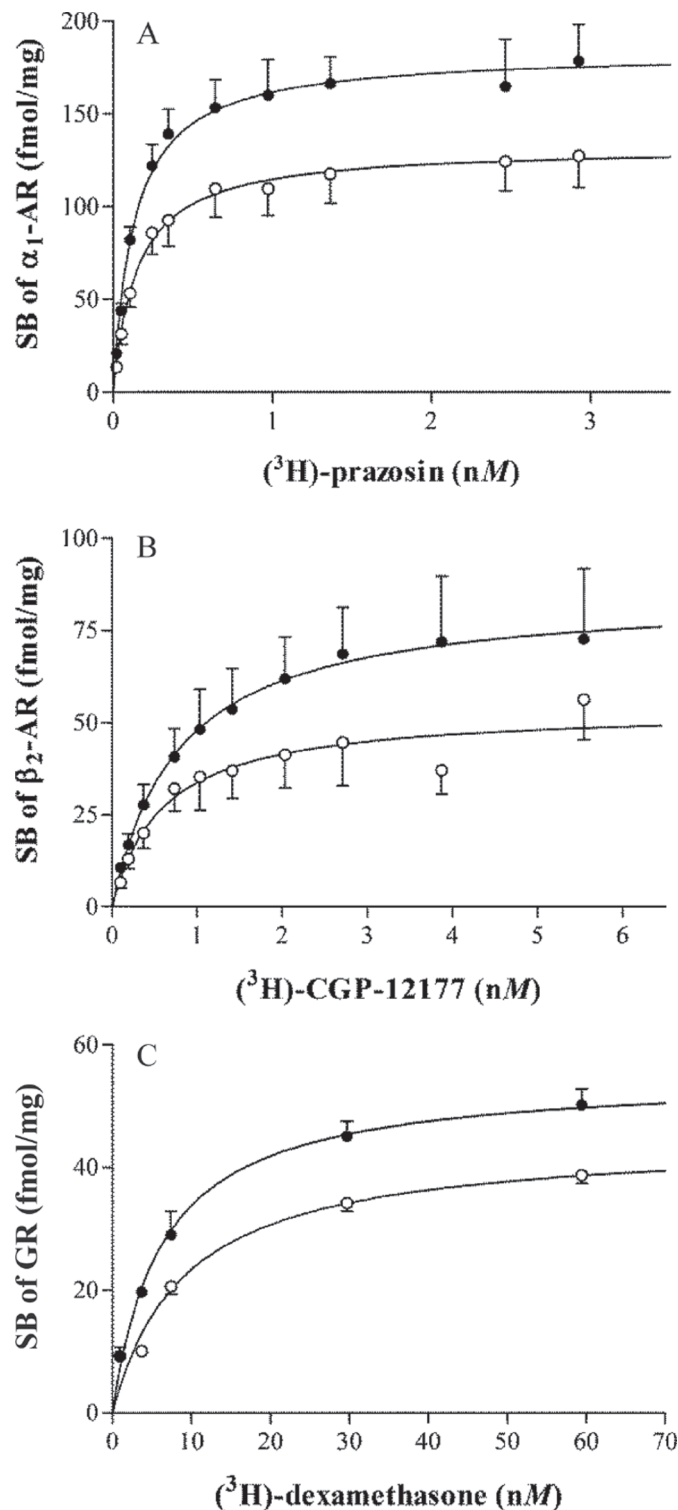 A
SB of α₁-AR (fmol/mg)
200
150
100
50
0
0 1 2 3
(³H)-prazosin (nM)
B
SB of β₂-AR (fmol/mg)
100
75
50
25
0
0 1 2 3 4 5 6
(³H)-CGP-12177 (nM)
C
SB of GR (fmol/mg)
60
40
20
0
0 10 20 30 40 50 60 70
(³H)-dexamethasone (nM)